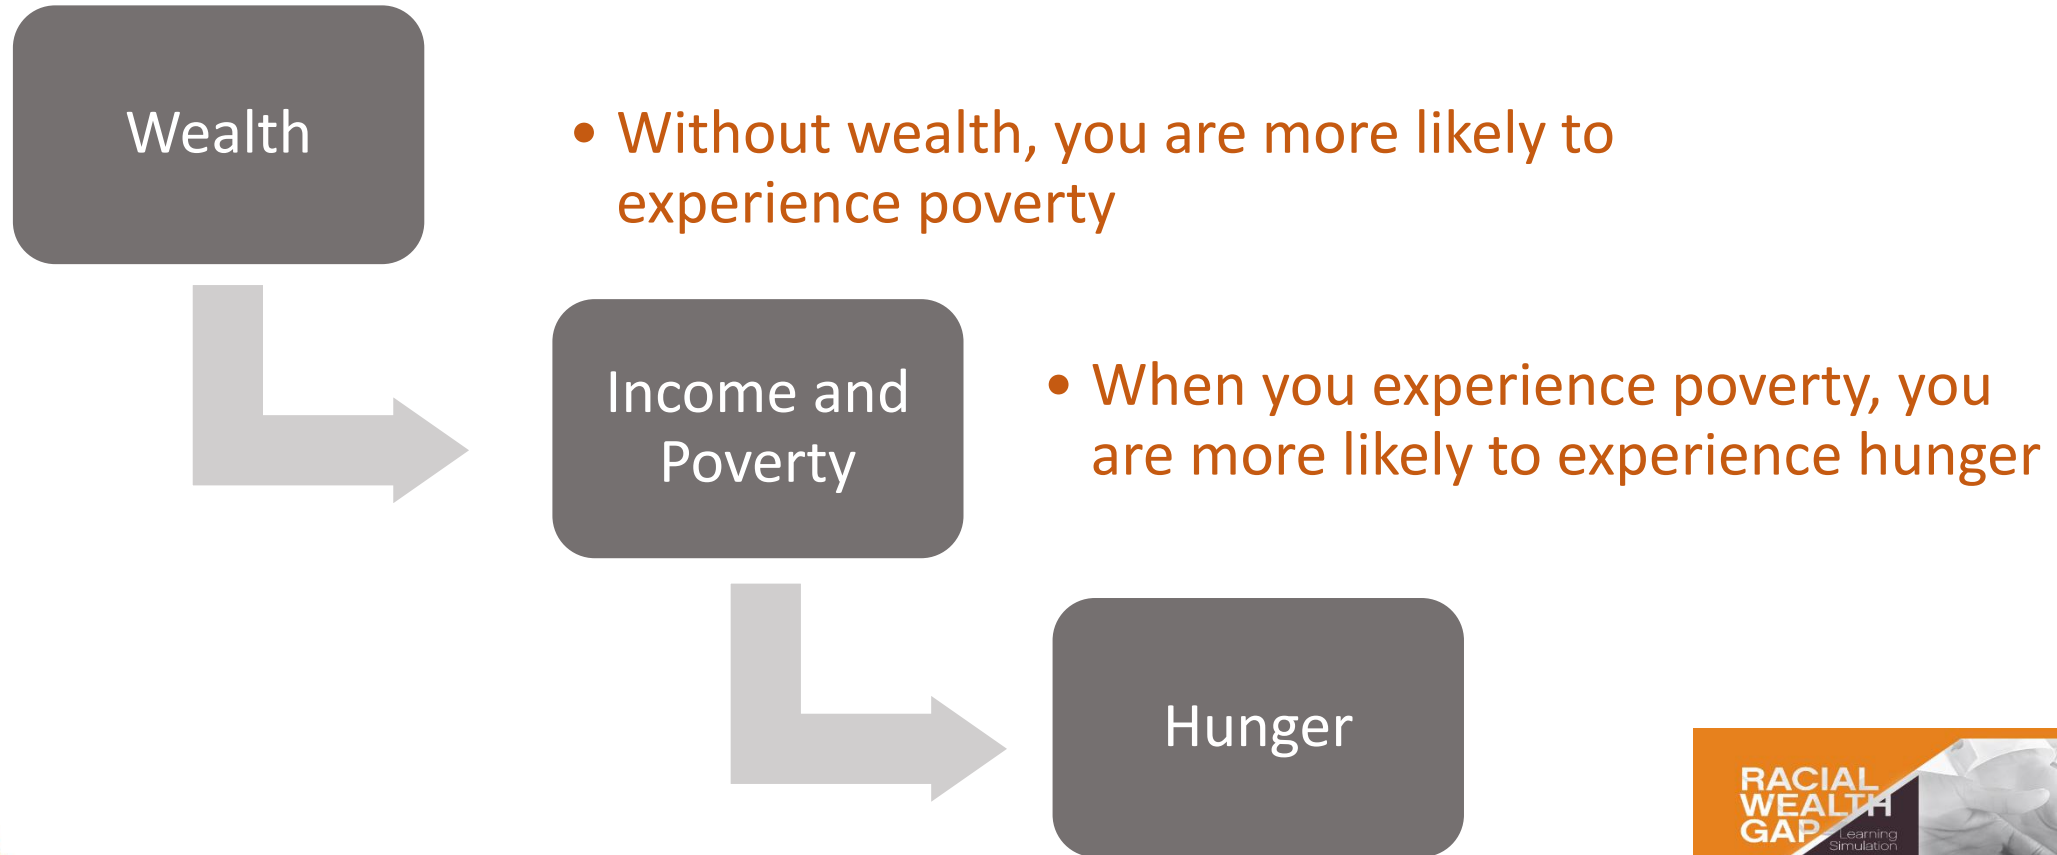 Wealth
• Without wealth, you are more likely to
experience poverty
Income and
Poverty
• When you experience poverty, you
are more likely to experience hunger
Hunger
RACIAL
WEALTH
GAP
Learning
Simulation